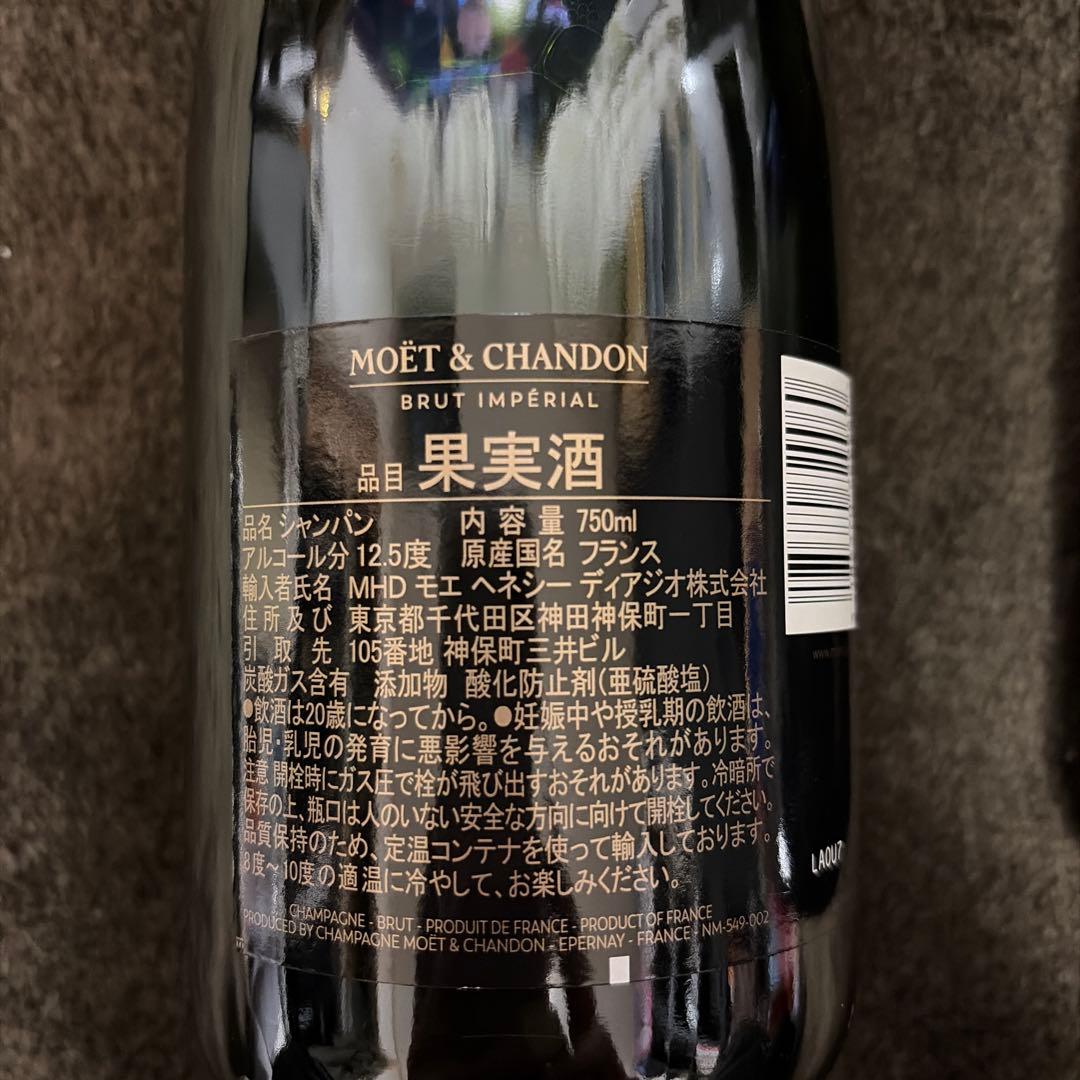 MOËT & CHANDON
BRUT IMPÉRIAL
品目 果実酒
品名 シャンパン 内容量 750ml
アルコール分 12.5度 原産国名 フランス
輸入者氏名 MHD モエ ヘネシー ディアジオ株式会社
住所及び 東京都千代田区神田神保町一丁目
引取先 105番地 神保町三井ビル
炭酸ガス含有 添加物 酸化防止剤(亜硫酸塩)
●飲酒は20歳になってから。●妊娠中や授乳期の飲酒は、
胎児・乳児の発育に悪影響を与えるおそれがあります。
注意 開栓時にガス圧で栓が飛び出すおそれがあります。冷暗所で
保存の上、瓶口は人のいない安全な方向に向けて開栓してください。
品質保持のため、定温コンテナを使って輸入しております。
8度～10度の適温に冷やして、お楽しみください。
CHAMPAGNE - BRUT - PRODUIT DE FRANCE - PRODUCT OF FRANCE
PRODUCED BY CHAMPAGNE MOËT & CHANDON - EPERNAY - FRANCE - NM-549-002
LA0U7